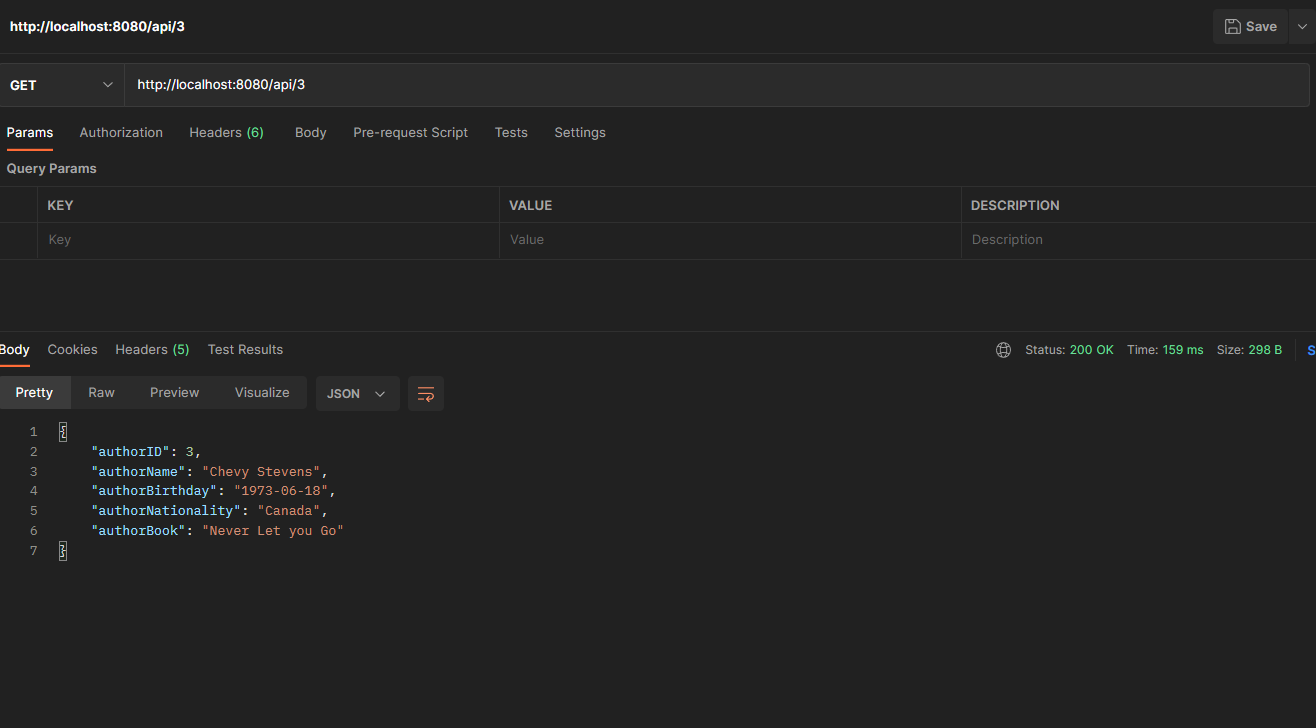 http://localhost:8080/api/3
Save
GET
http://localhost:8080/api/3
Params Authorization Headers (6) Body Pre-request Script Tests Settings
Query Params
KEY VALUE DESCRIPTION
Key Value Description
Body Cookies Headers (5) Test Results Status: 200 OK Time: 159 ms Size: 298 B S
Pretty Raw Preview Visualize JSON
1 {
2 "authorID": 3,
3 "authorName": "Chevy Stevens",
4 "authorBirthday": "1973-06-18",
5 "authorNationality": "Canada",
6 "authorBook": "Never Let you Go"
7 }